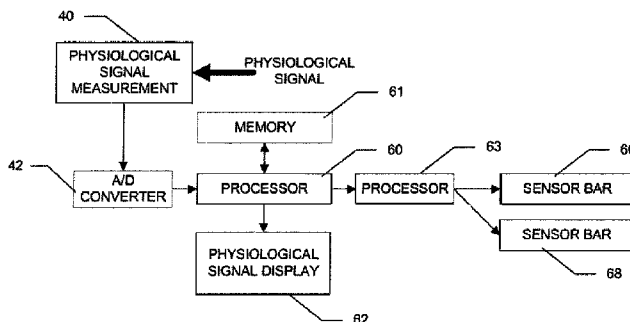 40
PHYSIOLOGICAL
SIGNAL
MEASUREMENT
PHYSIOLOGICAL
SIGNAL
61
MEMORY
42
A/D
CONVERTER
60
PROCESSOR
63
PROCESSOR
SENSOR BAR
PHYSIOLOGICAL
SIGNAL DISPLAY
62
SENSOR BAR
68